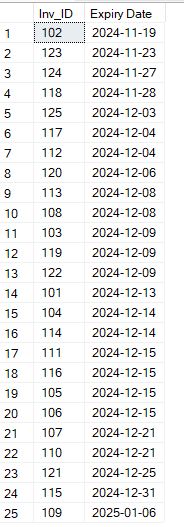 Inv_ID Expiry Date
1 102 2024-11-19
2 123 2024-11-23
3 124 2024-11-27
4 118 2024-11-28
5 125 2024-12-03
6 117 2024-12-04
7 112 2024-12-04
8 120 2024-12-06
9 113 2024-12-08
10 108 2024-12-08
11 103 2024-12-09
12 119 2024-12-09
13 122 2024-12-09
14 101 2024-12-13
15 104 2024-12-14
16 114 2024-12-14
17 111 2024-12-15
18 116 2024-12-15
19 105 2024-12-15
20 106 2024-12-15
21 107 2024-12-21
22 110 2024-12-21
23 121 2024-12-25
24 115 2024-12-31
25 109 2025-01-06